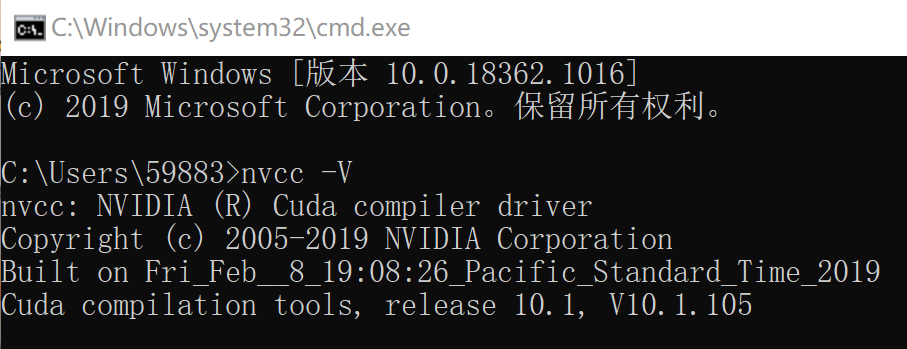 C:\Windows\system32\cmd.exe
Microsoft Windows [版本 10.0.18362.1016]
(c) 2019 Microsoft Corporation。保留所有权利。
C:\Users\59883>nvcc -V
nvcc: NVIDIA (R) Cuda compiler driver
Copyright (c) 2005-2019 NVIDIA Corporation
Built on Fri_Feb__8_19:08:26_Pacific_Standard_Time_2019
Cuda compilation tools, release 10.1, V10.1.105